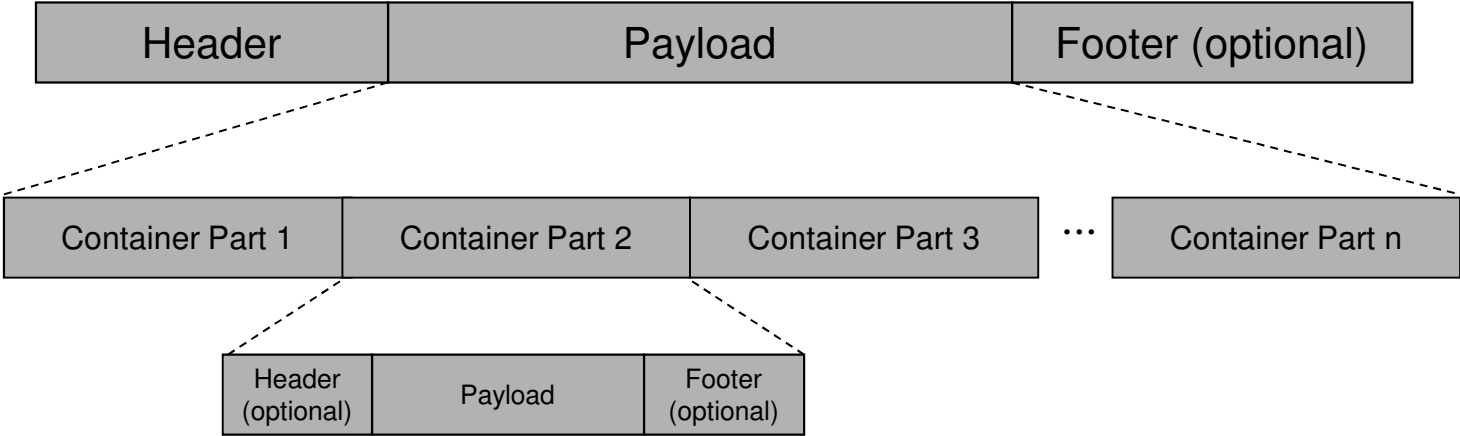 Header
Payload
Footer (optional)
Container Part 1
Container Part 2
Container Part 3
...
Container Part n
Header
(optional)
Payload
Footer
(optional)